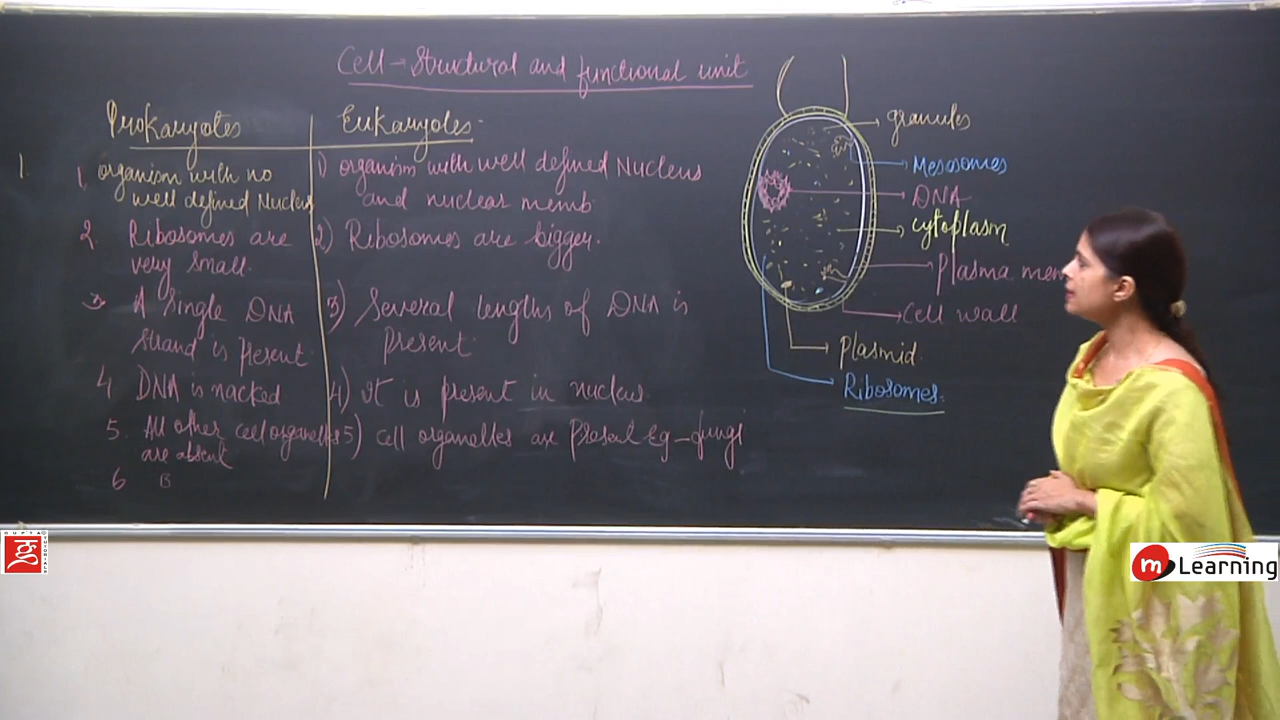 Cell → Structural and functional unit
Prokaryotes
Eukaryotes
1.
1. organism with no
well defined Nucleus
2. Ribosomes are
very small.
3 A Single DNA
Strand is Present
4 DNA is nacked
5. All other cell organelles
are absent
6 B
1) organism with well defined Nucleus
and nuclear memb
2) Ribosomes are bigger.
3) Several lengths of DNA is
Present
4) It is present in nucleus.
5) Cell organelles are Present Eg - fungi
granules
Mesosomes
DNA
cytoplasm
Plasma mem
Cell wall
Plasmid.
Ribosomes.
GUPTA
TUTORIALS
m Learning